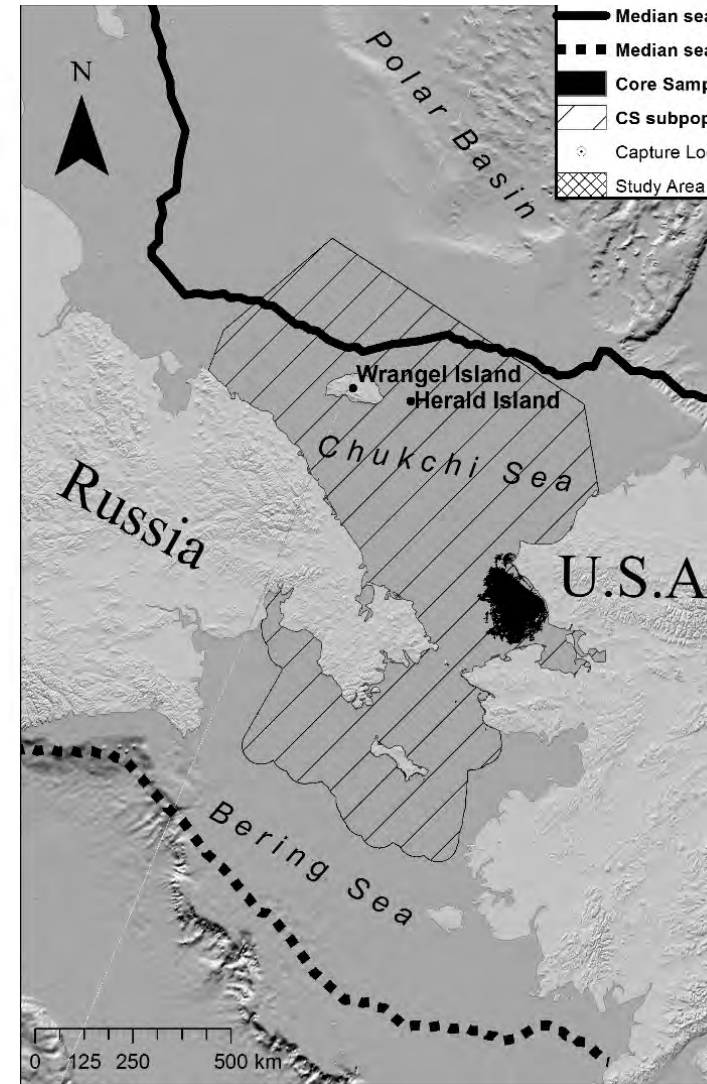 Median sea
Median sea
Core Samp
CS subpop
Capture Loc
Study Area
N
Polar Basin
Wrangel Island
Herald Island
Chukchi Sea
Russia
U.S.A
Bering Sea
0 125 250 500 km